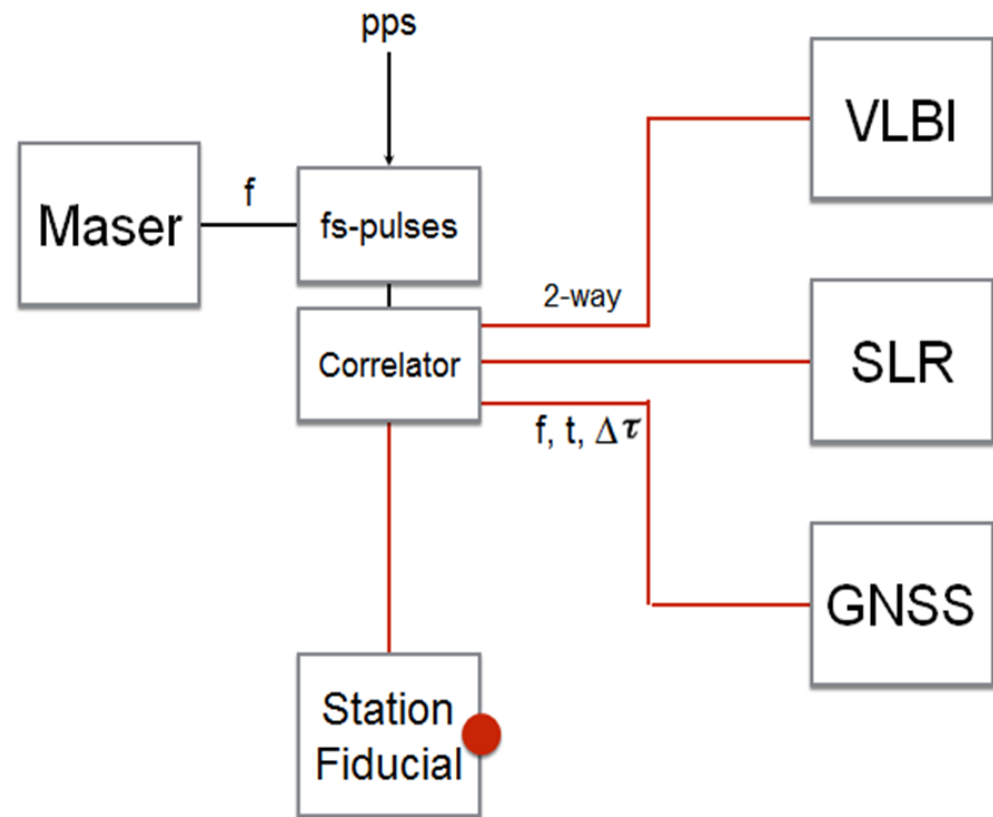 pps
Maser
f
fs-pulses
Correlator
2-way
f, t, Δτ
VLBI
SLR
GNSS
Station
Fiducial